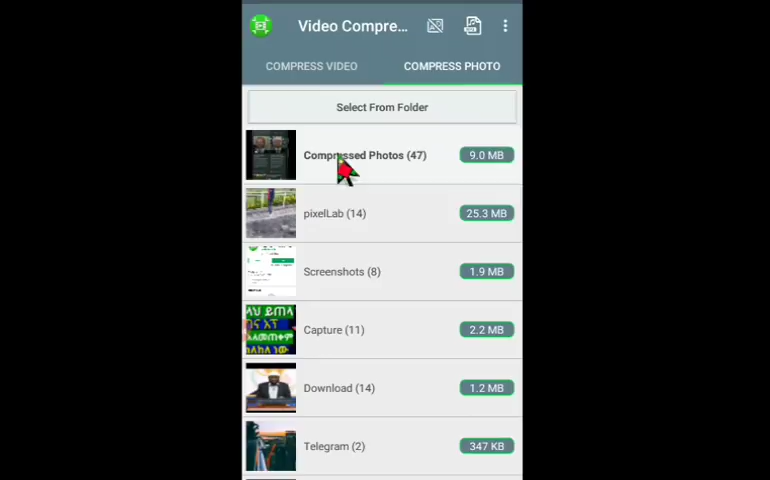 Video Compre...
COMPRESS VIDEO
COMPRESS PHOTO
Select From Folder
Compressed Photos (47)
9.0 MB
pixelLab (14)
25.3 MB
Screenshots (8)
1.9 MB
Capture (11)
2.2 MB
Download (14)
1.2 MB
Telegram (2)
347 KB